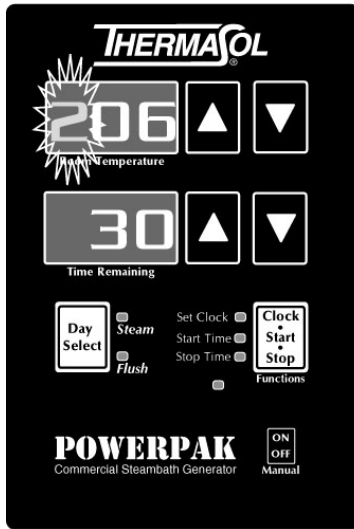 THERMASOL
®
206
Room Temperature
30
Time Remaining
Day
Select
Steam
Flush
Set Clock
Start Time
Stop Time
Clock
•
Start
•
Stop
Functions
POWERPAK
Commercial Steambath Generator
ON
OFF
Manual